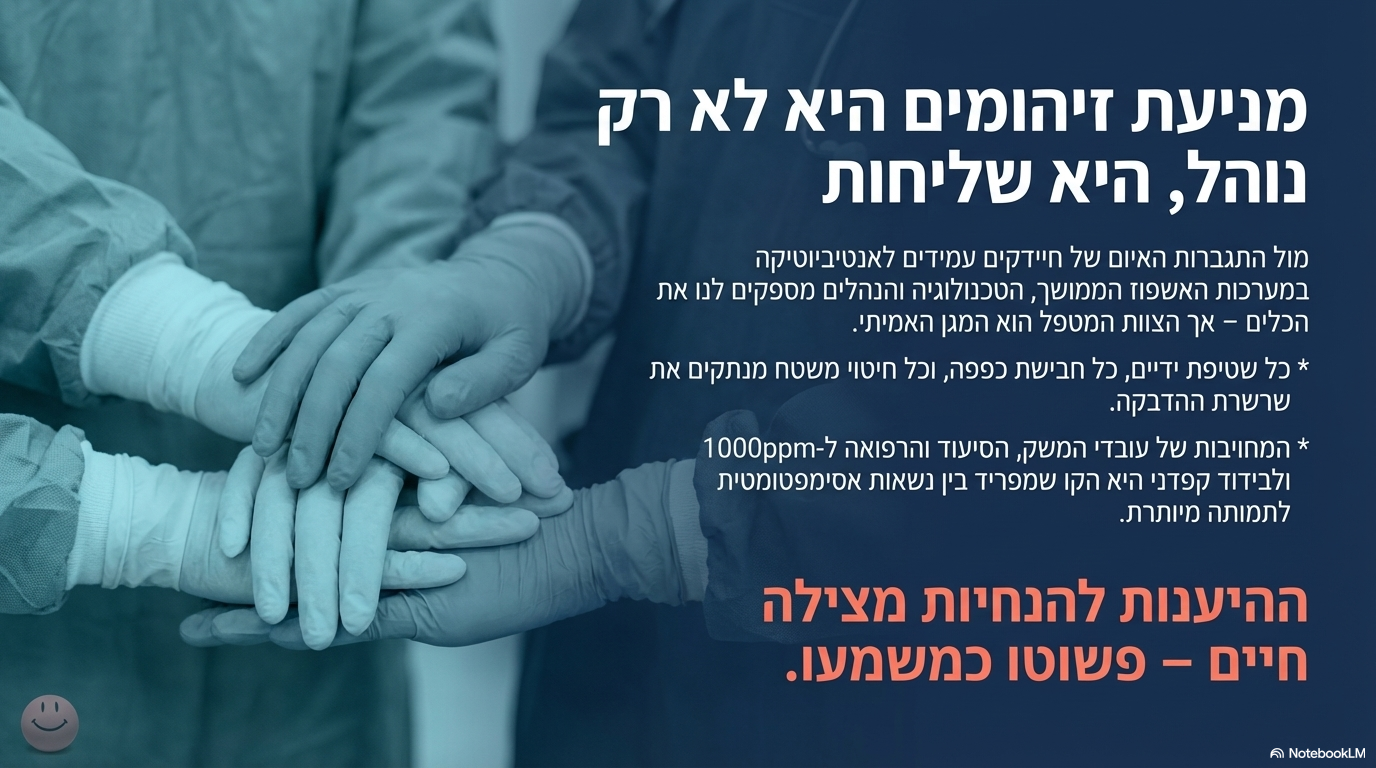 מניעת זיהומים היא לא רק
נוהל, היא שליחות
מול התגברות האיום של חיידקים עמידים לאנטיביוטיקה
במערכות האשפוז הממושך, הטכנולוגיה והנהלים מספקים לנו את
הכלים – אך הצוות המטפל הוא המגן האמיתי.
* כל שטיפת ידיים, כל חבישת כפפה, וכל חיטוי משטח מנתקים את
שרשרת ההדבקה.
* המחויבות של עובדי המשק, הסיעוד והרפואה ל-1000ppm
ולבידוד קפדני היא הקו שמפריד בין נשאות אסימפטומטית
לתמותה מיותרת.
ההיענות להנחיות מצילה
חיים – פשוטו כמשמעו.
NotebookLM